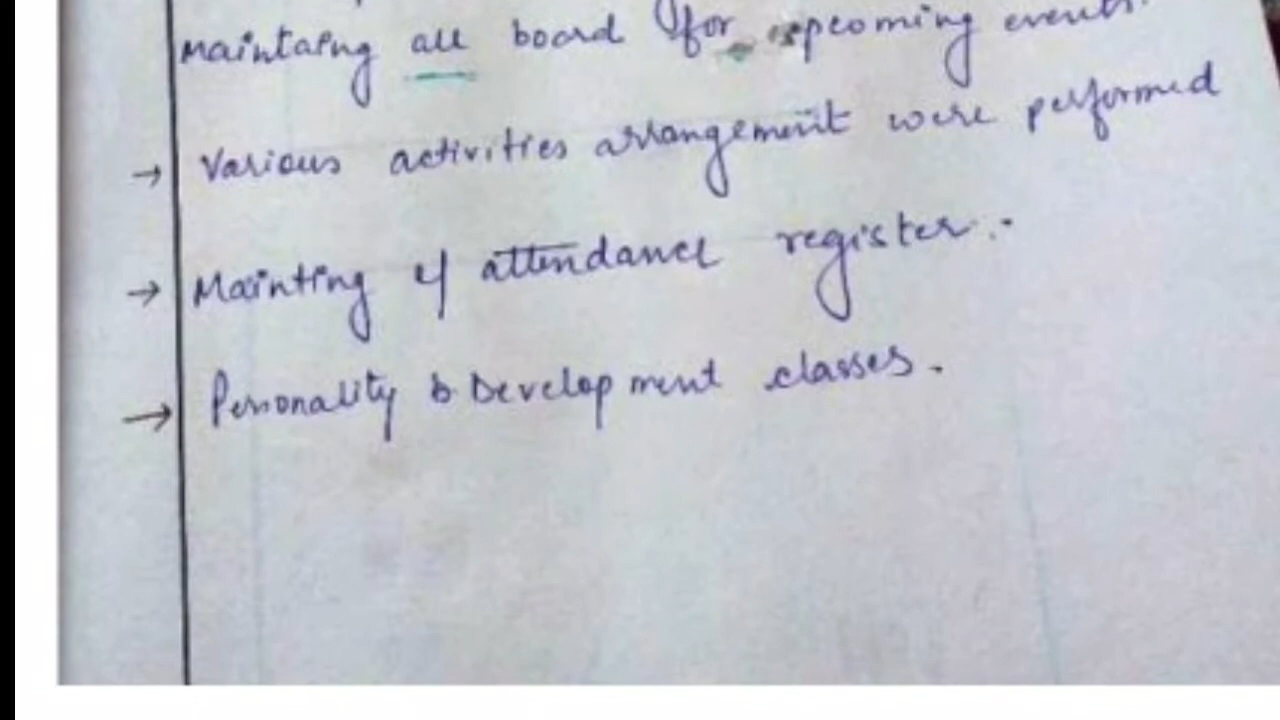 Maintaing all board for upcoming events.
→ Various activities arrangement were performed
→ Mainting of attendance register.
→ Personality & Development classes.